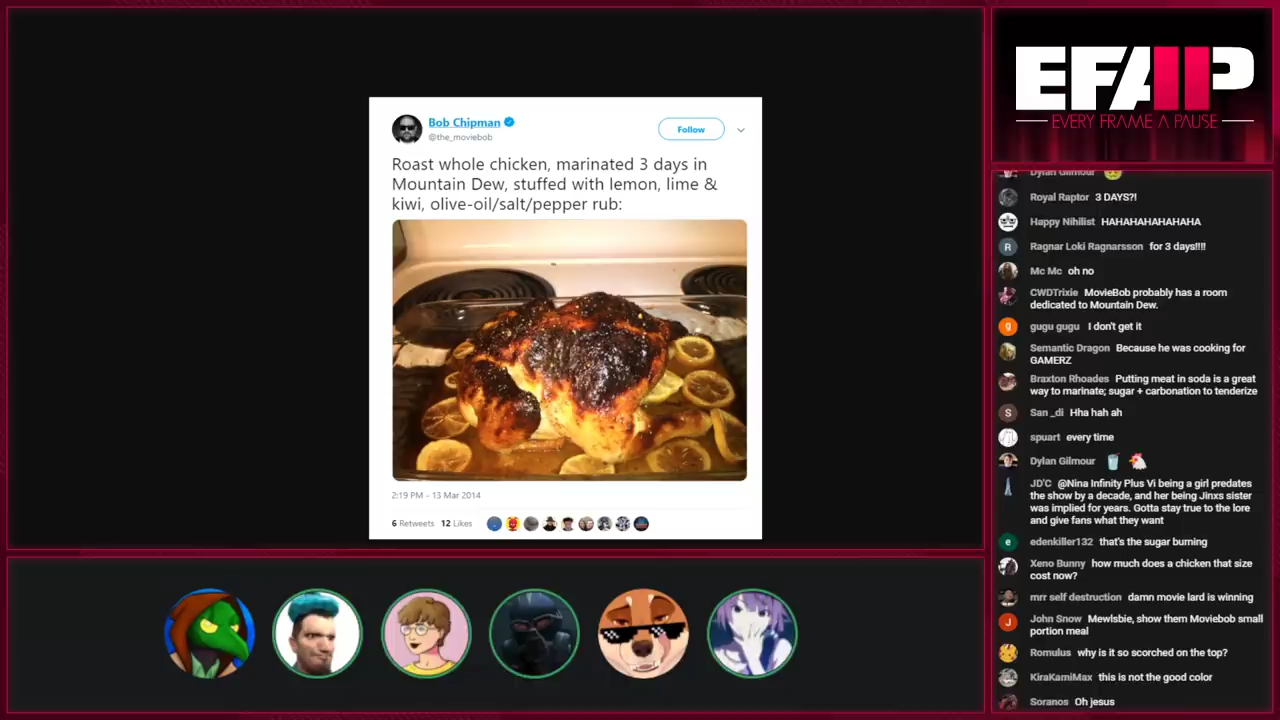 Bob Chipman
@the_moviebob
Follow
Roast whole chicken, marinated 3 days in
Mountain Dew, stuffed with lemon, lime &
kiwi, olive-oil/salt/pepper rub:
2:19 PM - 13 Mar 2014
6 Retweets 12 Likes
EFAP
EVERY FRAME A PAUSE
Dylan Gilmour
Royal Raptor 3 DAYS?!
Happy Nihilist HAHAHAHAHAHAHA
R
Ragnar Loki Ragnarsson for 3 days!!!!
Mc Mc oh no
CWDTrixie MovieBob probably has a room
dedicated to Mountain Dew.
g
gugu gugu I don't get it
Semantic Dragon Because he was cooking for
GAMERZ
Braxton Rhoades Putting meat in soda is a great
way to marinate; sugar + carbonation to tenderize
S
San _di Hha hah ah
spuart every time
Dylan Gilmour
JD'C @Nina Infinity Plus Vi being a girl predates
the show by a decade, and her being Jinxs sister
was implied for years. Gotta stay true to the lore
and give fans what they want
e
edenkiller132 that's the sugar burning
Xeno Bunny how much does a chicken that size
cost now?
mrr self destruction damn movie lard is winning
J
John Snow Mewlsbie, show them Moviebob small
portion meal
Romulus why is it so scorched on the top?
KiraKamiMax this is not the good color
Soranos Oh jesus